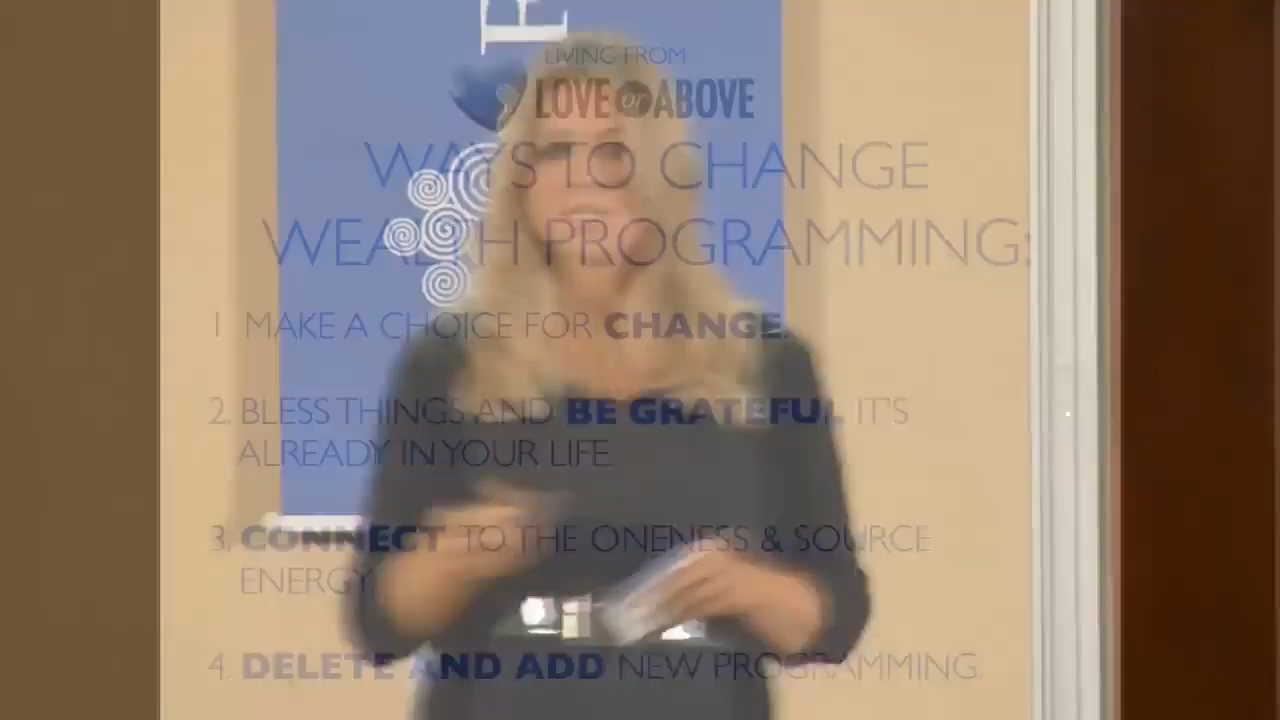 LIVING FROM
LOVE or ABOVE
WAYS TO CHANGE
WEALTH PROGRAMMING:
1 MAKE A CHOICE FOR CHANGE.
2. BLESS THINGS AND BE GRATEFUL IT'S
ALREADY IN YOUR LIFE.
3. CONNECT TO THE ONENESS & SOURCE
ENERGY
4. DELETE AND ADD NEW PROGRAMMING